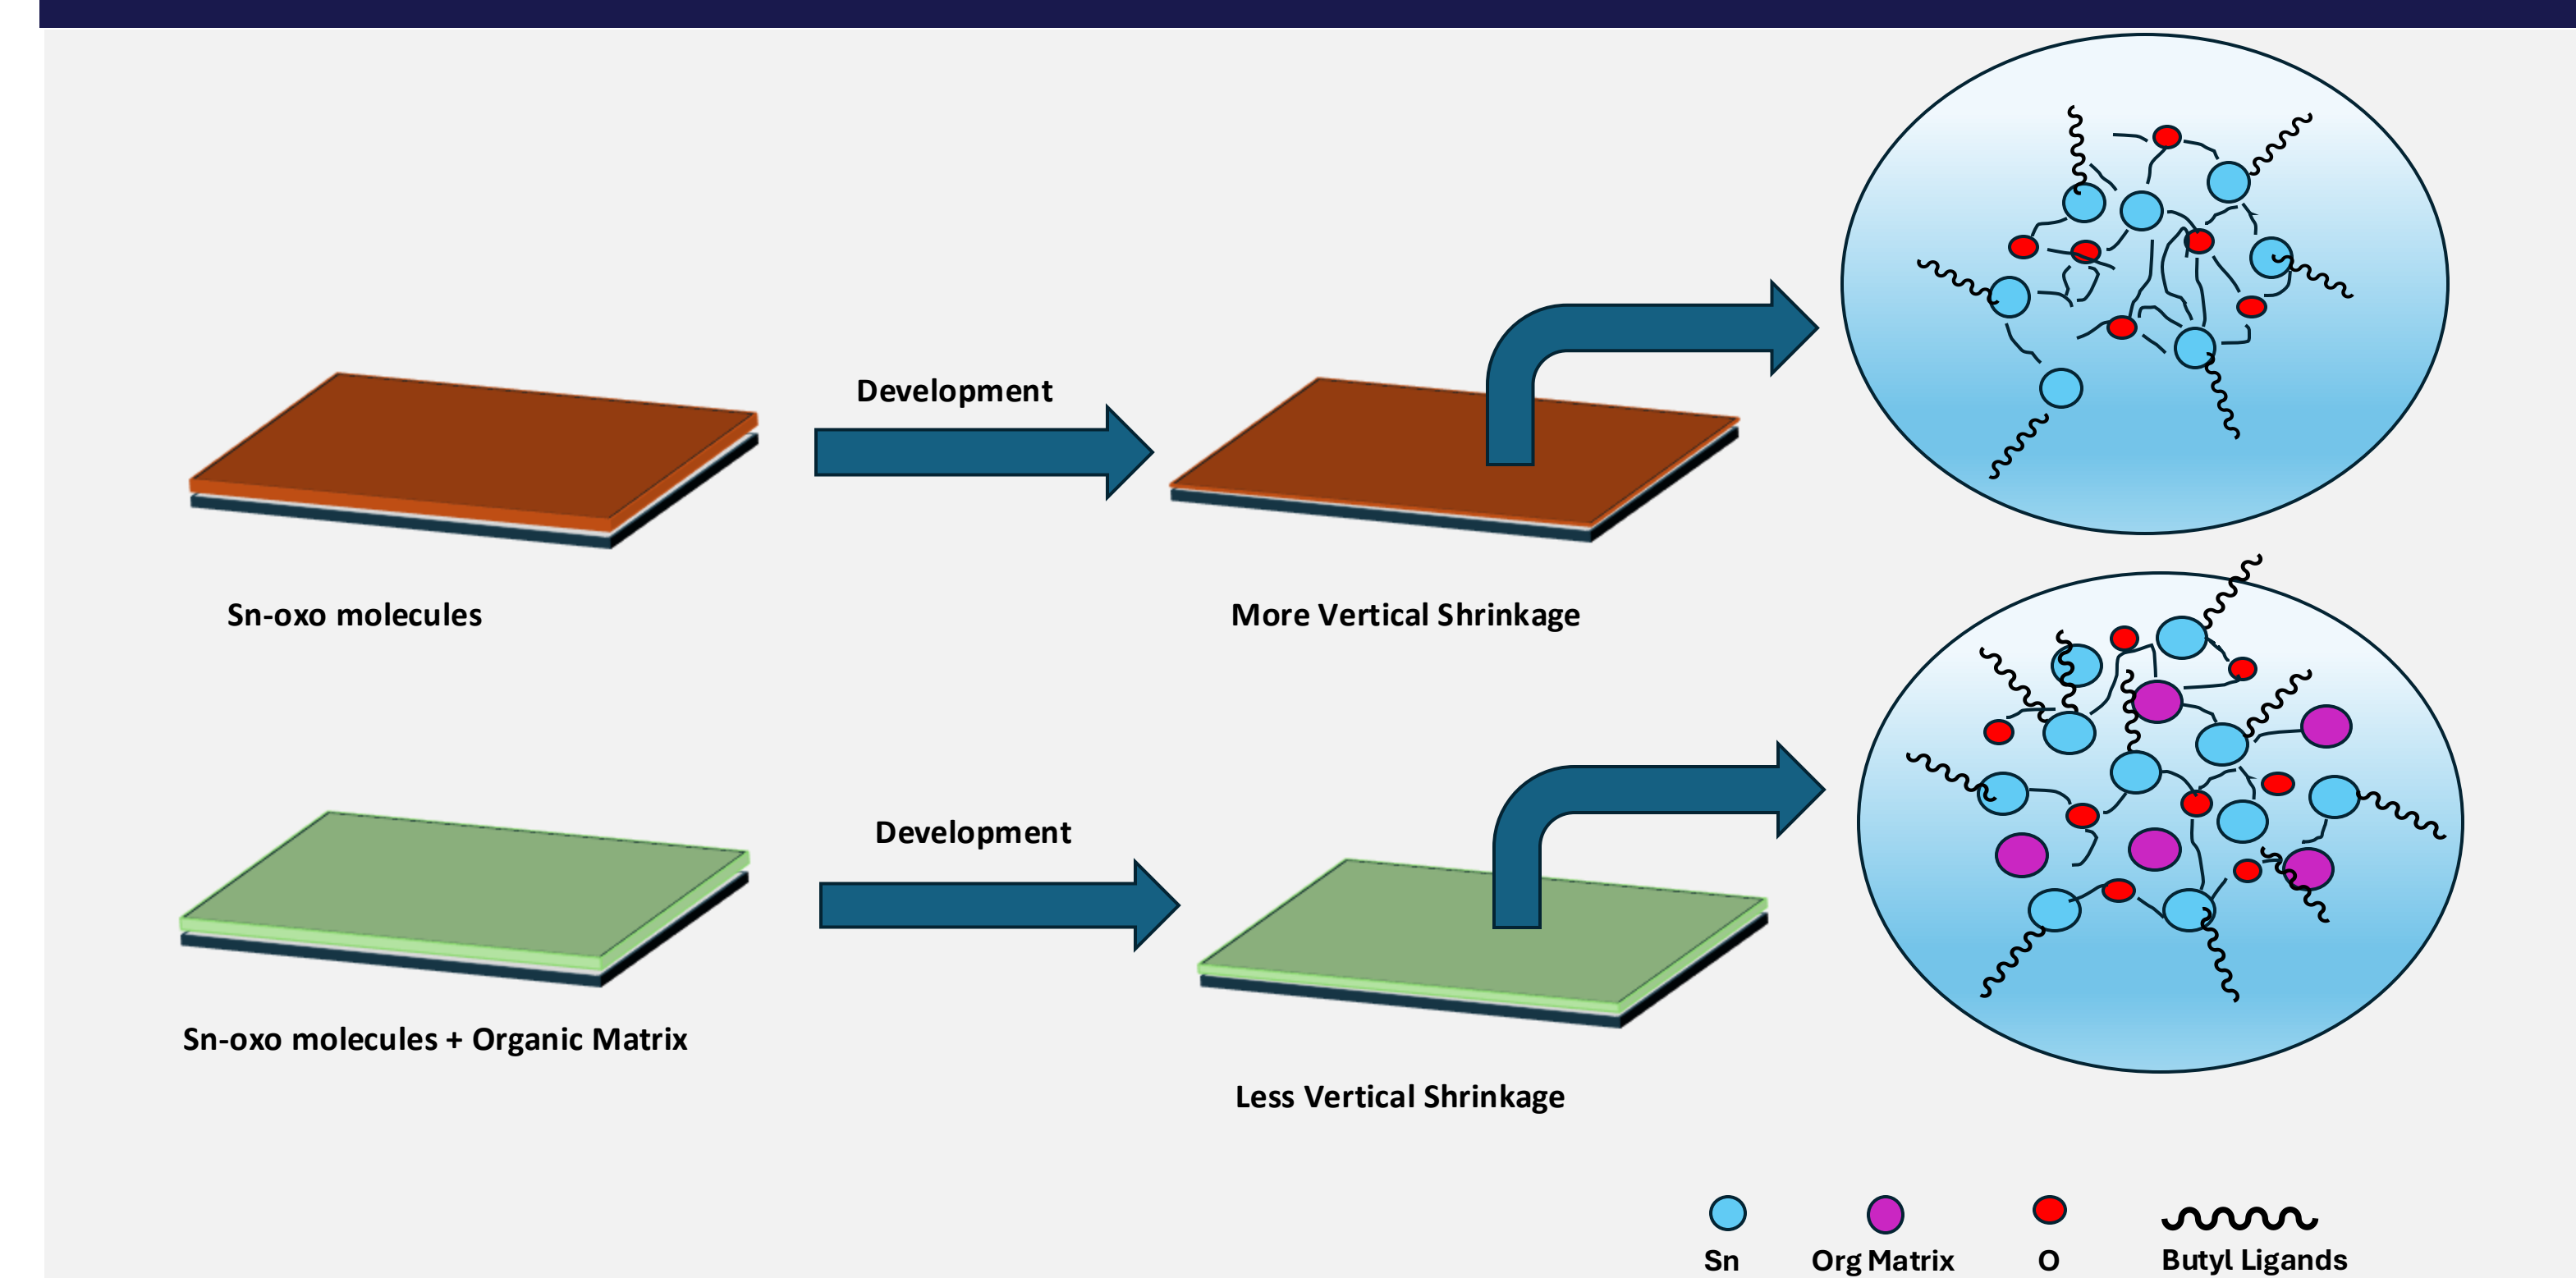 Development
Sn-oxo molecules
More Vertical Shrinkage
Development
Sn-oxo molecules + Organic Matrix
Less Vertical Shrinkage
Sn
Org Matrix
O
Butyl Ligands